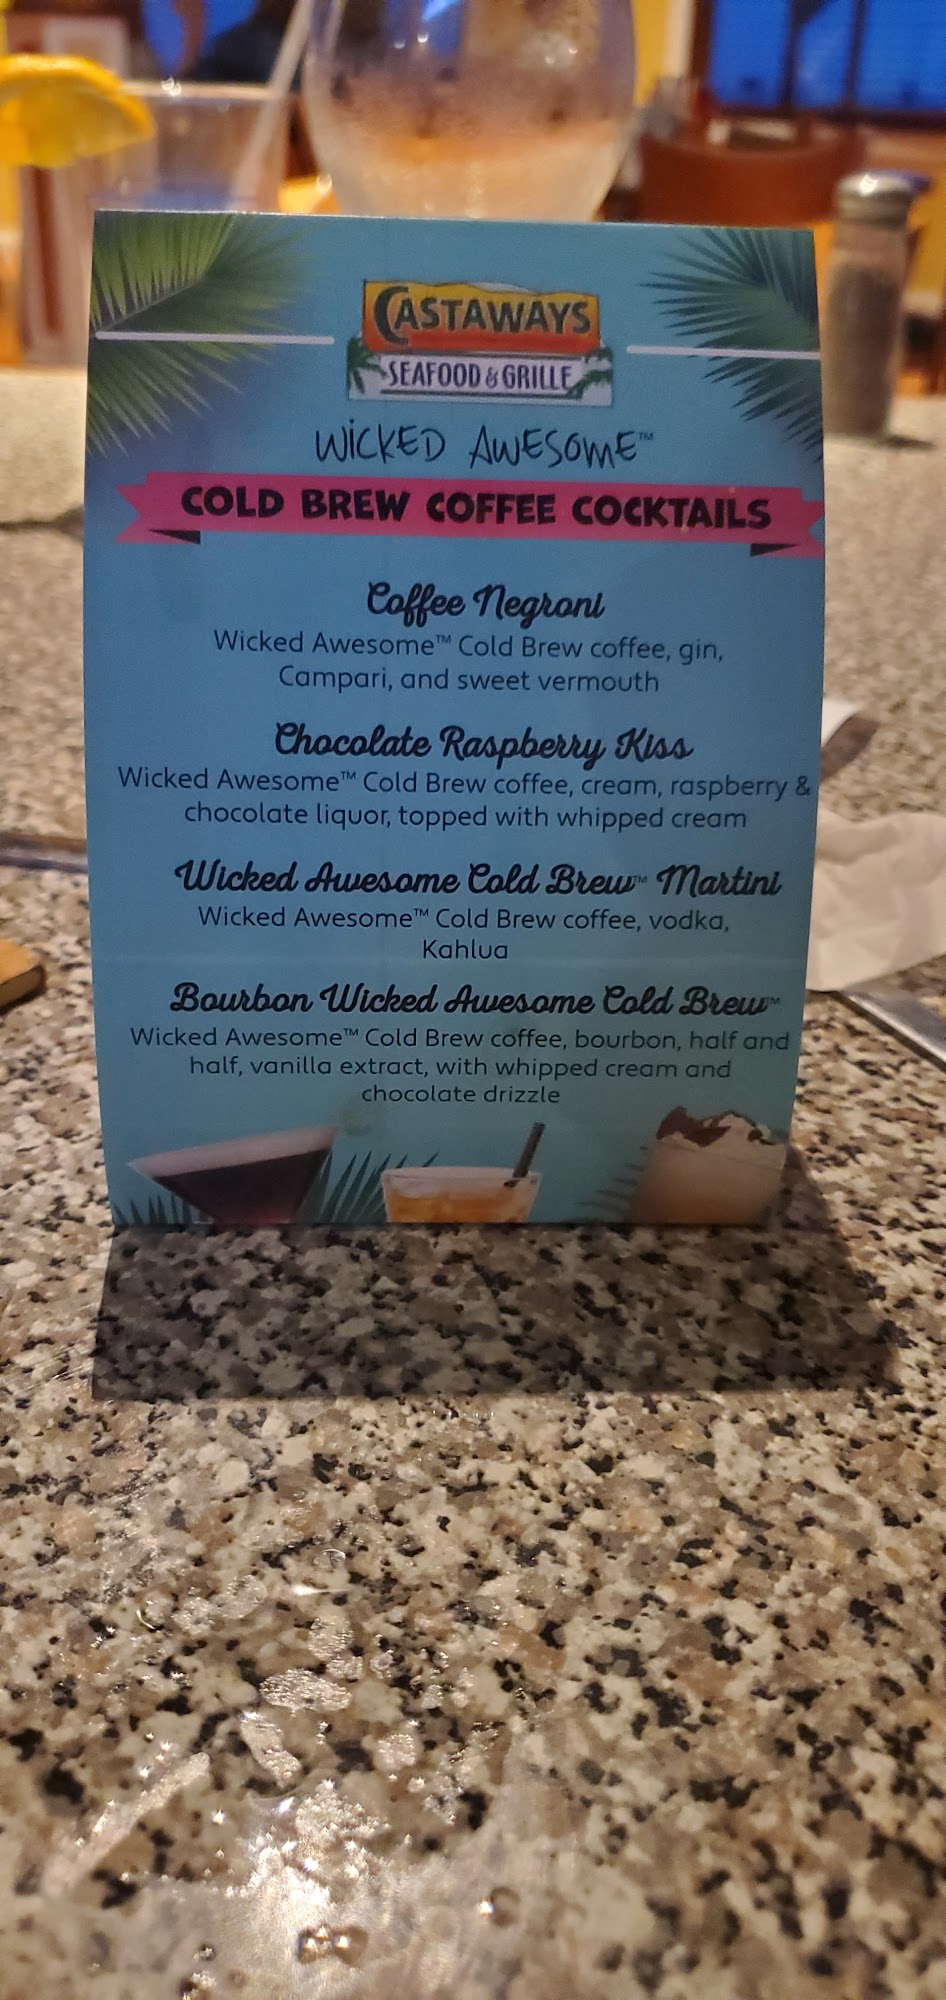 CASTAWAYS
SEAFOOD & GRILLE
WiCKED AWESOME™
COLD BREW COFFEE COCKTAILS
Coffee Negroni
Wicked Awesome™ Cold Brew coffee, gin,
Campari, and sweet vermouth
Chocolate Raspberry Kiss
Wicked Awesome™ Cold Brew coffee, cream, raspberry &
chocolate liquor, topped with whipped cream
Wicked Awesome Cold Brew™ Martini
Wicked Awesome™ Cold Brew coffee, vodka,
Kahlua
Bourbon Wicked Awesome Cold Brew™
Wicked Awesome™ Cold Brew coffee, bourbon, half and
half, vanilla extract, with whipped cream and
chocolate drizzle